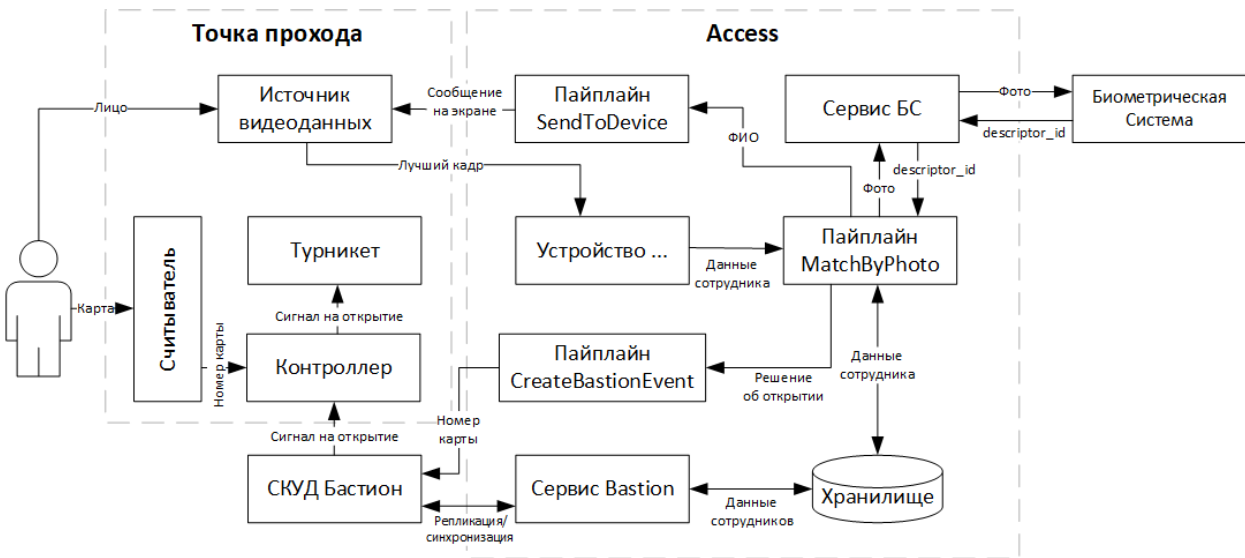 Точка прохода
Access
Лицо
Источник
видеоданных
Сообщение
на экране
Пайплайн
SendToDevice
Сервис БС
Фото
Биометрическая
Система
descriptor_id
ФИО
Лучший кадр
Фото
descriptor_id
Считыватель
Турникет
Устройство ...
Данные
сотрудника
Пайплайн
MatchByPhoto
Карта
Сигнал на открытие
Номер карты
Контроллер
Пайплайн
CreateBastionEvent
Решение
об открытии
Данные
сотрудника
Сигнал на открытие
Номер
карты
СКУД Бастион
Репликация/
синхронизация
Сервис Bastion
Данные
сотрудников
Хранилище